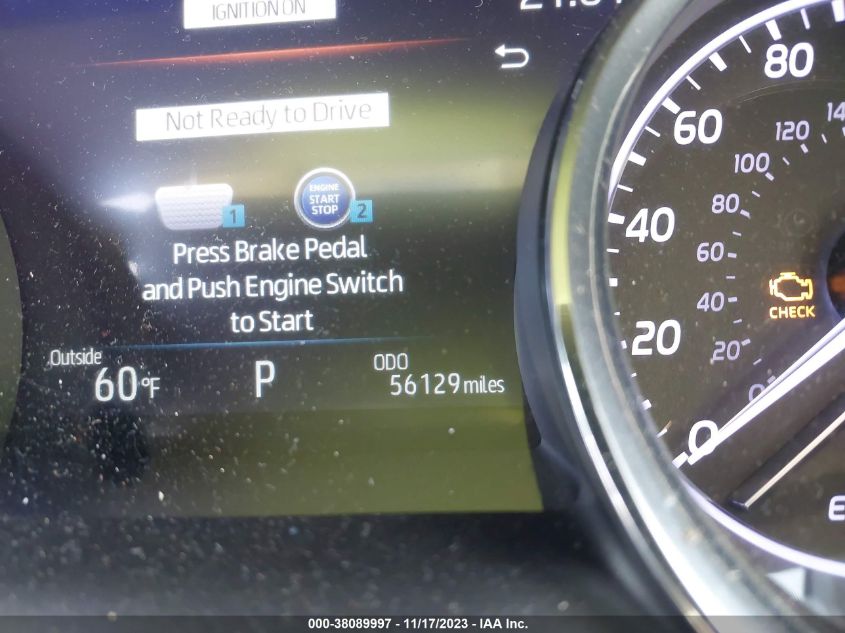 IGNITION ON
Not Ready to Drive
ENGINE
START
STOP
1
2
Press Brake Pedal
and Push Engine Switch
to Start
Outside
60°F
P
ODO
56129 miles
80
60
40
20
0
120
100
80
60
40
20
0
CHECK
E
000-38089997 - 11/17/2023 - IAA Inc.